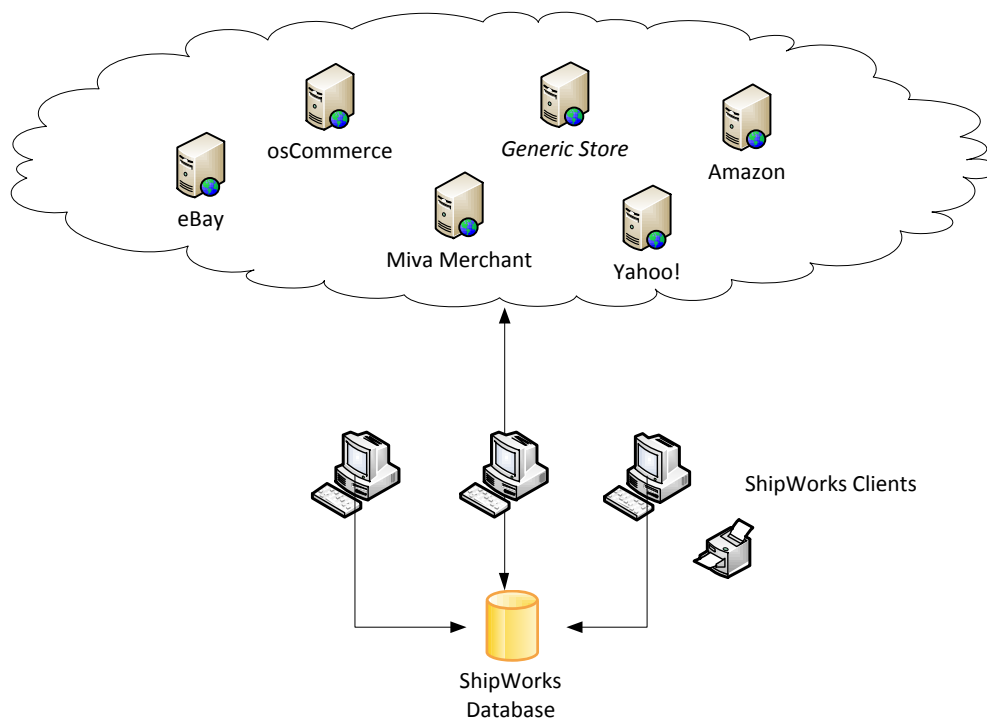 osCommerce
Generic Store
Amazon
eBay
Miva Merchant
Yahoo!
ShipWorks Clients
ShipWorks
Database